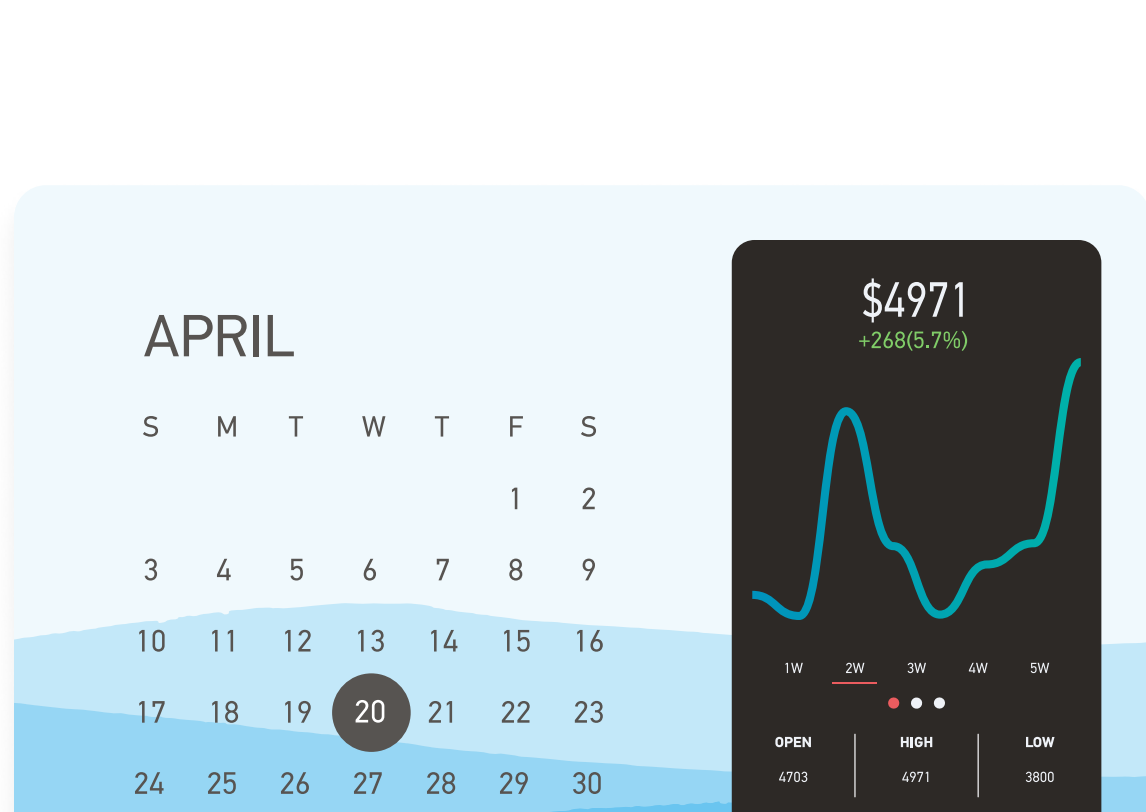 APRIL
S M T W T F S
1 2
3 4 5 6 7 8 9
10 11 12 13 14 15 16
17 18 19 20 21 22 23
24 25 26 27 28 29 30
$4971
+268(5.7%)
1W 2W 3W 4W 5W
OPEN HIGH LOW
4703 4971 3800